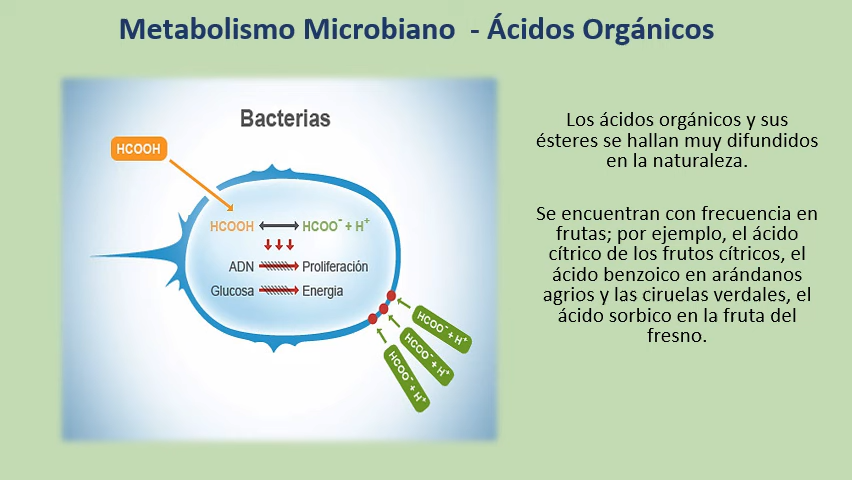 Metabolismo Microbiano - Ácidos Orgánicos
Bacterias
HCOOH
HCOOH HCOO⁻ + H⁺
ADN Proliferación
Glucosa Energia
HCOO⁻ + H⁺
HCOO⁻ + H⁺
HCOO⁻ + H⁺
Los ácidos orgánicos y sus
ésteres se hallan muy difundidos
en la naturaleza.
Se encuentran con frecuencia en
frutas; por ejemplo, el ácido
cítrico de los frutos cítricos, el
ácido benzoico en arándanos
agrios y las ciruelas verdales, el
ácido sorbico en la fruta del
fresno.